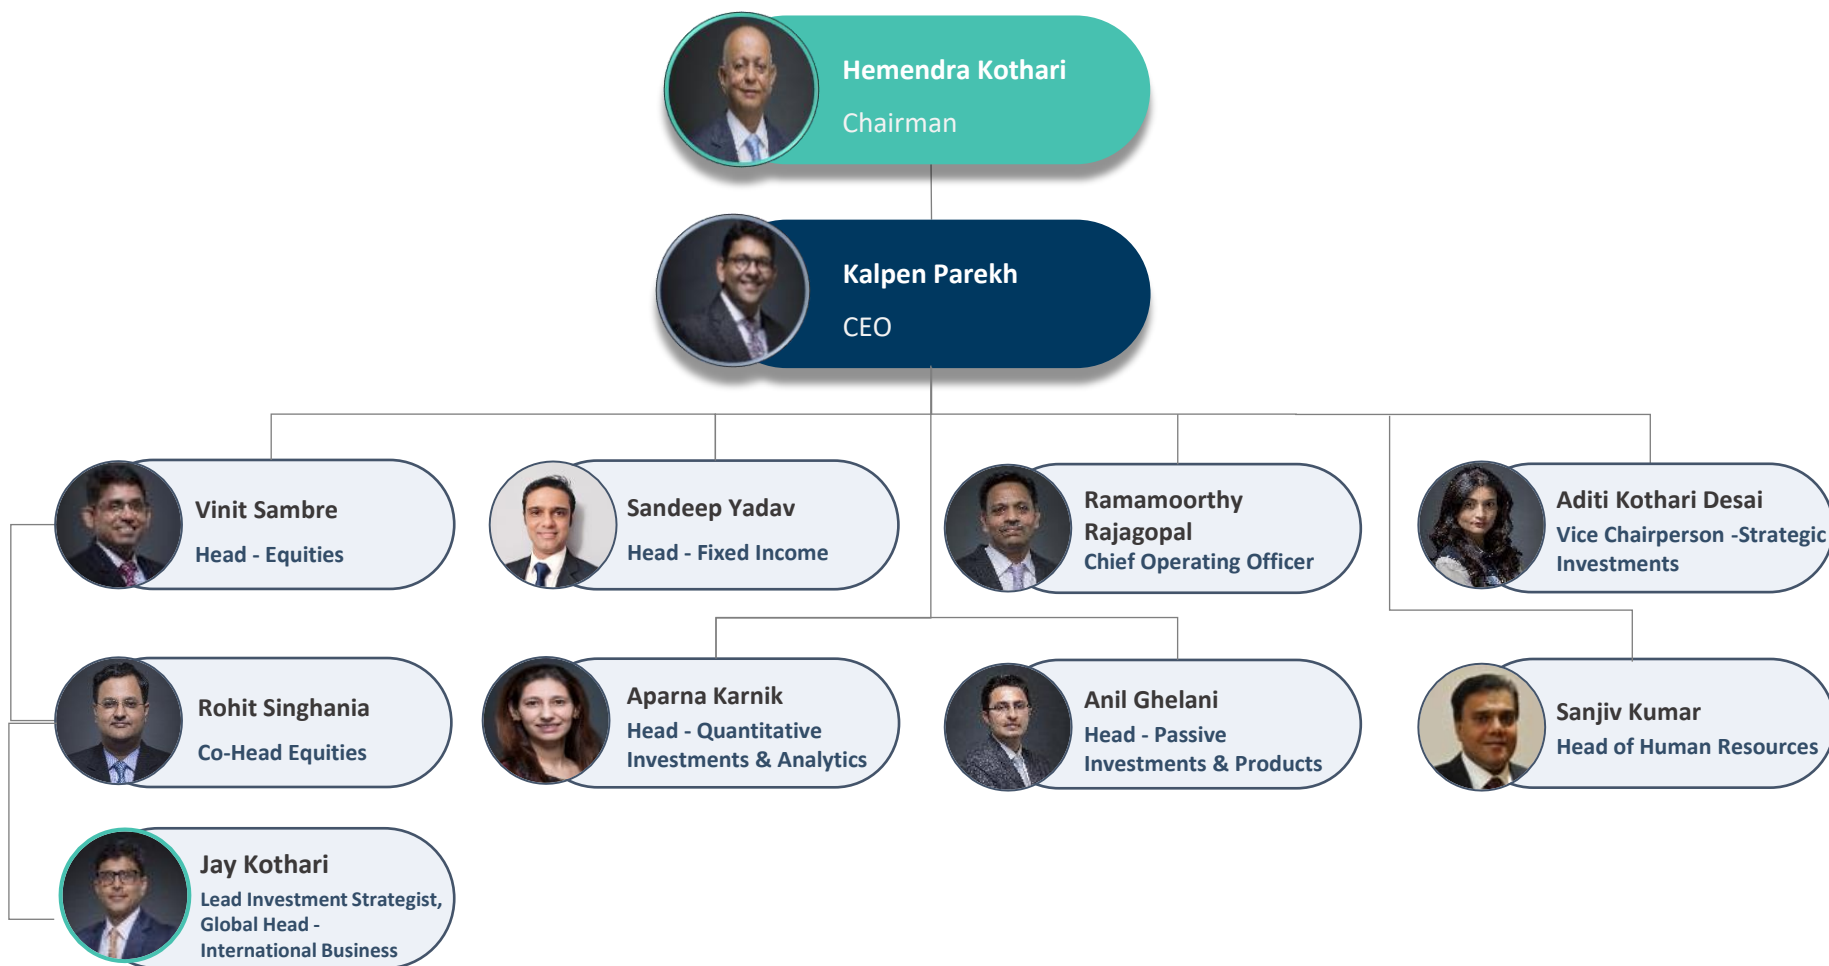 Hemendra Kothari
Chairman
Kalpen Parekh
CEO
Vinit Sambre
Head - Equities
Sandeep Yadav
Head - Fixed Income
Ramamoorthy
Rajagopal
Chief Operating Officer
Aditi Kothari Desai
Vice Chairperson -Strategic
Investments
Rohit Singhania
Co-Head Equities
Aparna Karnik
Head - Quantitative
Investments & Analytics
Anil Ghelani
Head - Passive
Investments & Products
Sanjiv Kumar
Head of Human Resources
Jay Kothari
Lead Investment Strategist,
Global Head -
International Business